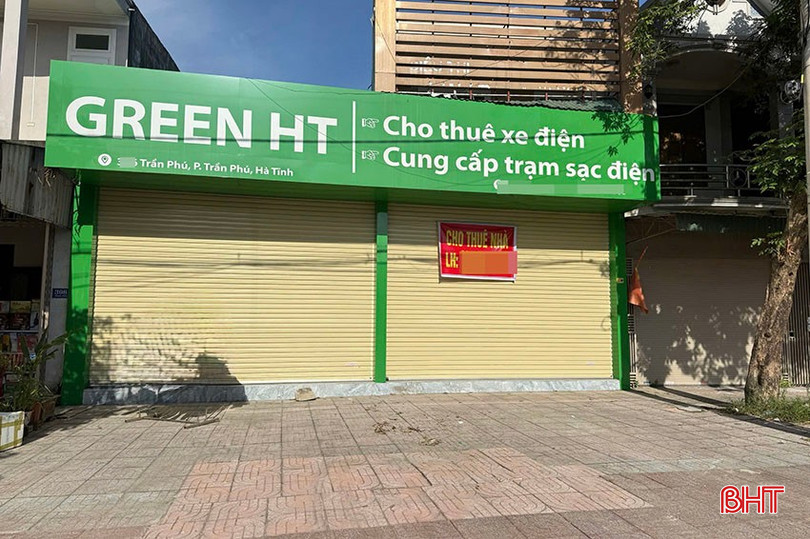 GREEN HT
Trần Phú, P. Trần Phú, Hà Tĩnh
Cho thuê xe điện
Cung cấp trạm sạc điện
CHO THUÊ NHÀ
LH:
BHT